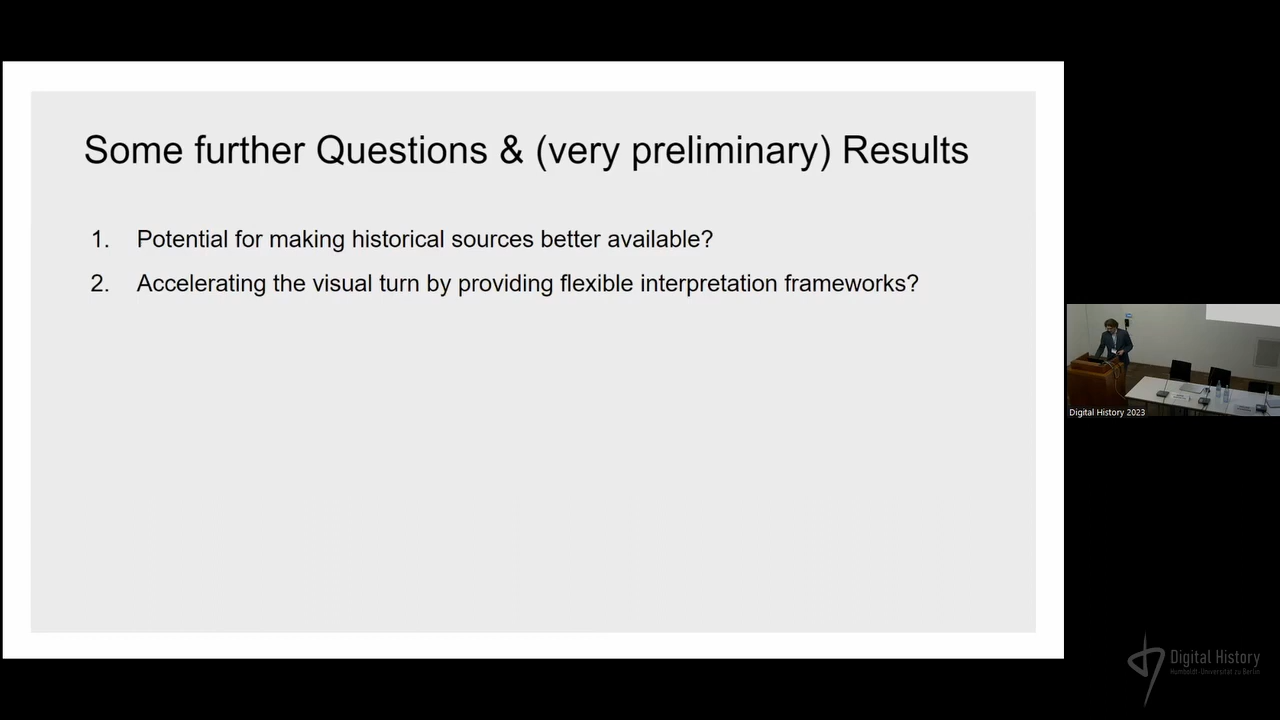 Some further Questions & (very preliminary) Results
1. Potential for making historical sources better available?
2. Accelerating the visual turn by providing flexible interpretation frameworks?
Digital History 2023
Digital History
Humboldt-Universität zu Berlin